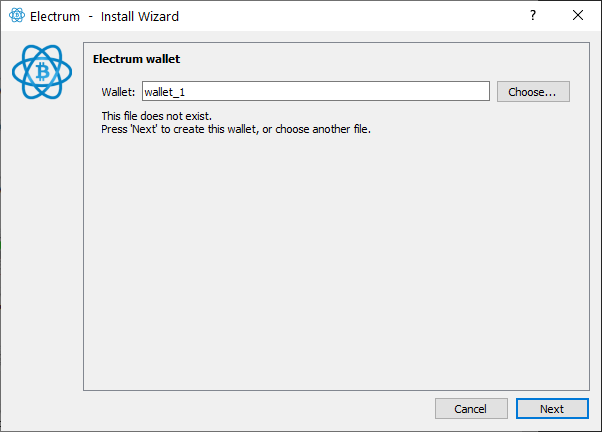 Electrum  -  Install Wizard
?
Electrum wallet
Wallet: wallet_1 Choose...
This file does not exist.
Press 'Next' to create this wallet, or choose another file.
Cancel Next